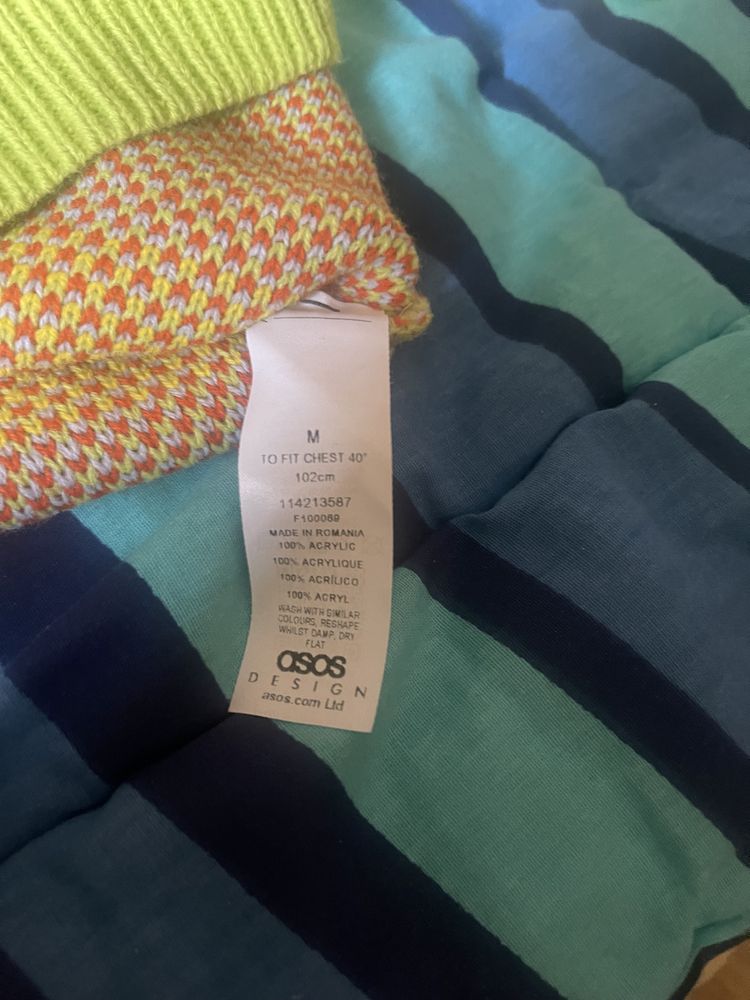 M
TO FIT CHEST 40"
102cm
114213587
F100069
MADE IN ROMANIA
100% ACRYLIC
100% ACRYLIQUE
100% ACRÍLICO
100% ACRYL
WASH WITH SIMILAR
COLOURS, RESHAPE
WHILST DAMP, DRY
FLAT
asos
DESIGN
asos.com Ltd